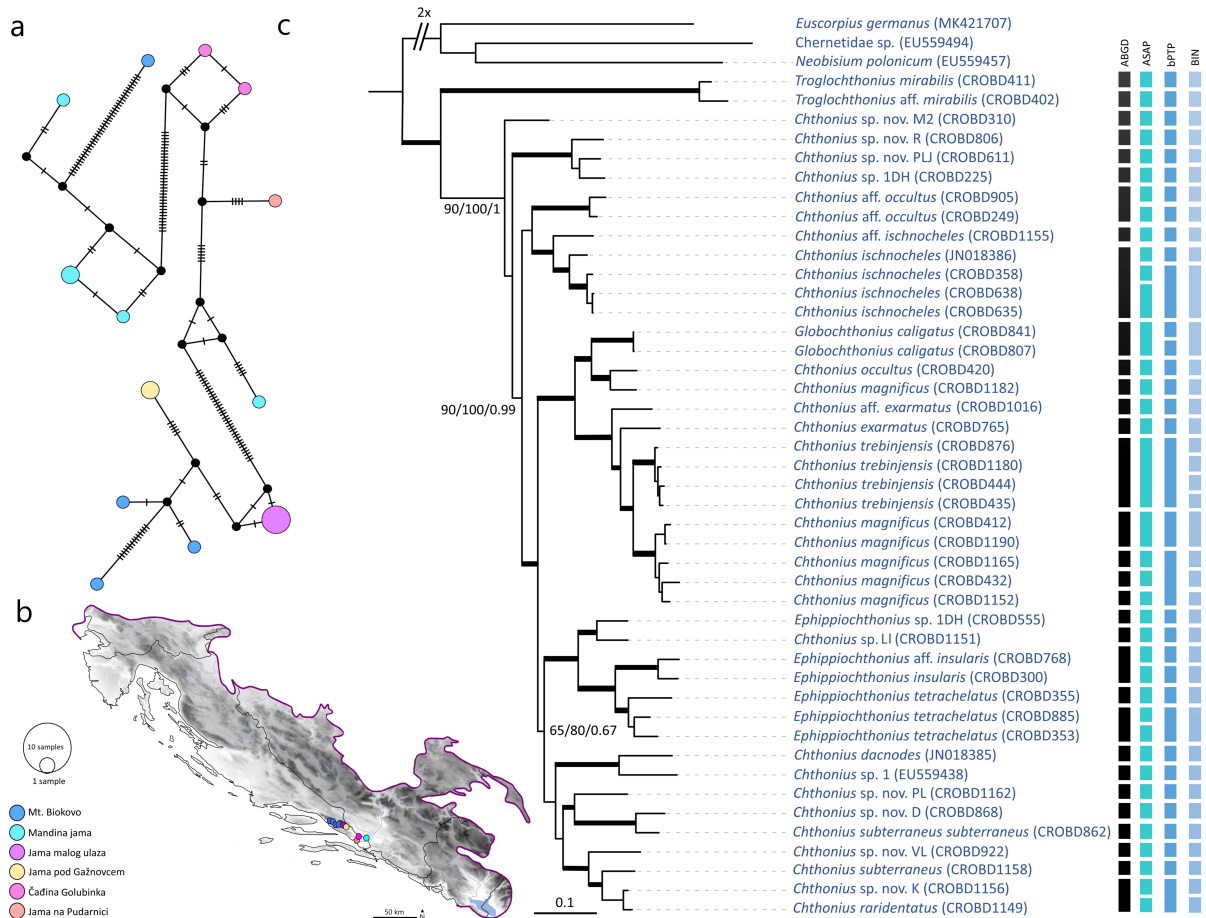 a
b
10 samples
1 sample
Mt. Biokovo
Mandina jama
Jama malog ulaza
Jama pod Gažnovcem
Čađina Golubinka
Jama na Pudarnici
50 km
N
c
2x
90/100/1
90/100/0.99
65/80/0.67
0.1
ABGD
ASAP
bPTP
BIN
Euscorpius germanus (MK421707)
Chernetidae sp. (EU559494)
Neobisium polonicum (EU559457)
Troglochthonius mirabilis (CROBD411)
Troglochthonius aff. mirabilis (CROBD402)
Chthonius sp. nov. M2 (CROBD310)
Chthonius sp. nov. R (CROBD806)
Chthonius sp. nov. PLJ (CROBD611)
Chthonius sp. 1DH (CROBD225)
Chthonius aff. occultus (CROBD905)
Chthonius aff. occultus (CROBD249)
Chthonius aff. ischnocheles (CROBD1155)
Chthonius ischnocheles (JN018386)
Chthonius ischnocheles (CROBD358)
Chthonius ischnocheles (CROBD638)
Chthonius ischnocheles (CROBD635)
Globochthonius caligatus (CROBD841)
Globochthonius caligatus (CROBD807)
Chthonius occultus (CROBD420)
Chthonius magnificus (CROBD1182)
Chthonius aff. exarmatus (CROBD1016)
Chthonius exarmatus (CROBD765)
Chthonius trebinjensis (CROBD876)
Chthonius trebinjensis (CROBD1180)
Chthonius trebinjensis (CROBD444)
Chthonius trebinjensis (CROBD435)
Chthonius magnificus (CROBD412)
Chthonius magnificus (CROBD1190)
Chthonius magnificus (CROBD1165)
Chthonius magnificus (CROBD432)
Chthonius magnificus (CROBD1152)
Ephippiochthonius sp. 1DH (CROBD555)
Chthonius sp. LI (CROBD1151)
Ephippiochthonius aff. insularis (CROBD768)
Ephippiochthonius insularis (CROBD300)
Ephippiochthonius tetrachelatus (CROBD355)
Ephippiochthonius tetrachelatus (CROBD885)
Ephippiochthonius tetrachelatus (CROBD353)
Chthonius dacnodes (JN018385)
Chthonius sp. 1 (EU559438)
Chthonius sp. nov. PL (CROBD1162)
Chthonius sp. nov. D (CROBD868)
Chthonius subterraneus subterraneus (CROBD862)
Chthonius sp. nov. VL (CROBD922)
Chthonius subterraneus (CROBD1158)
Chthonius sp. nov. K (CROBD1156)
Chthonius raridentatus (CROBD1149)